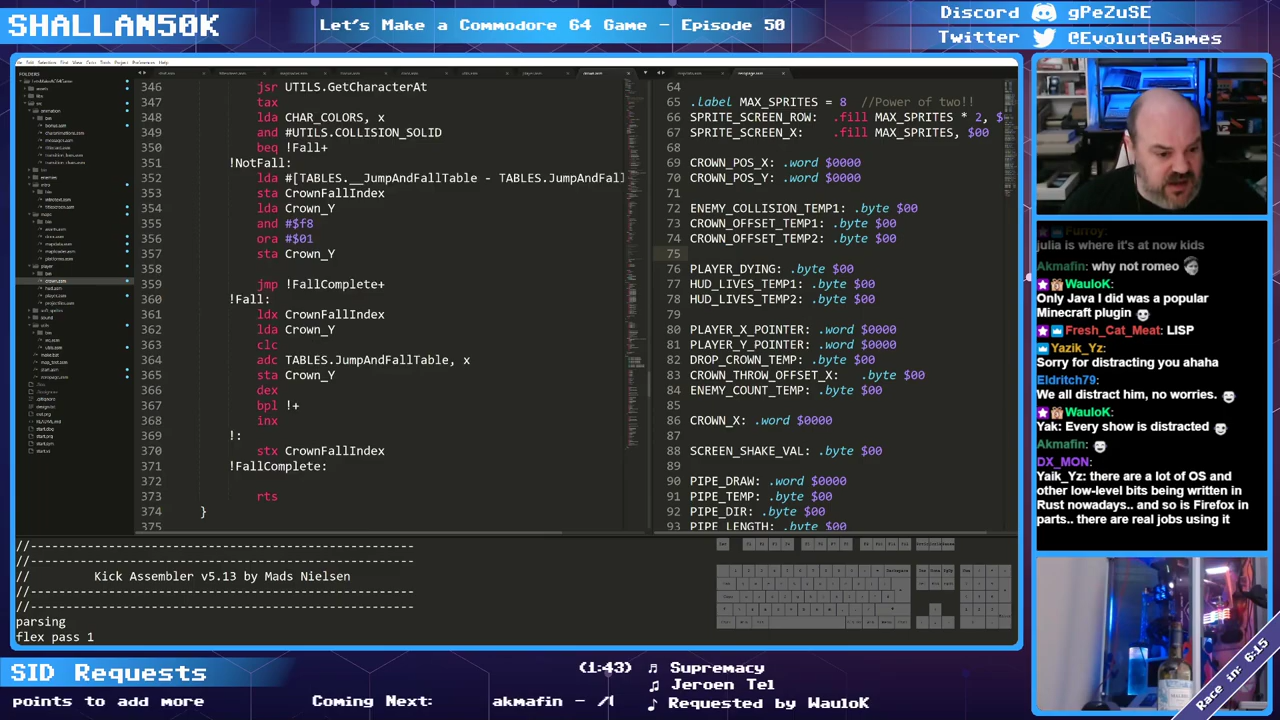 SHALLAN50K
Let's Make a Commodore 64 Game - Episode 50
Discord gPeZuSE
Twitter @EvoluteGames
FOLDERS
346 jsr UTILS.GetCharacterAt
347 tax
348 lda CHAR_COLORS, x
349 and #UTILS.COLLISION_SOLID
350 beq !Fall+
351 !NotFall:
352 lda #[TABLES.__JumpAndFallTable - TABLES.JumpAndFall
353 sta CrownFallIndex
354 lda Crown_Y
355 and #$f8
356 ora #$01
357 sta Crown_Y
358
359 jmp !FallComplete+
360 !Fall:
361 ldx CrownFallIndex
362 lda Crown_Y
363 clc
364 adc TABLES.JumpAndFallTable, x
365 sta Crown_Y
366 dex
367 bpl !+
368 inx
369 !:
370 stx CrownFallIndex
371 !FallComplete:
372
373 rts
374 }
375
64
65 .label MAX_SPRITES = 8 //Power of two!!
66 SPRITE_SCREEN_RO: .fill MAX_SPRITES * 2, $
67 SPRITE_SCREEN_X: .fill MAX_SPRITES, $00
68
69 CROWN_POS_X: .word $0000
70 CROWN_POS_Y: .word $0000
71
72 ENEMY_COLLISION_TEMP1: .byte $00
73 CROWN_OFFSET_TEMP1: .byte $00
74 CROWN_OFFSET_TEMP2: .byte $00
75
76 PLAYER_DYING: .byte $00
77 HUD_LIVES_TEMP1: .byte $00
78 HUD_LIVES_TEMP2: .byte $00
79
80 PLAYER_X_POINTER: .word $0000
81 PLAYER_Y_POINTER: .word $0000
82 DROP_CROWN_TEMP: .byte $00
83 CROWN_THROW_OFFSET_X: .byte $00
84 ENEMY_COUNT_TEMP: .byte $00
85
86 CROWN_X: .word $0000
87
88 SCREEN_SHAKE_VAL: .byte $00
89
90 PIPE_DRAW: .word $0000
91 PIPE_TEMP: .byte $00
92 PIPE_DIR: .byte $00
93 PIPE_LENGTH: .byte $00
//------------------------------------------------------
//------------------------------------------------------
// Kick Assembler v5.13 by Mads Nielsen
//------------------------------------------------------
//------------------------------------------------------
parsing
flex pass 1
Furroy:
julia is where it's at now kids
Akmafin: why not romeo
WauloK:
Only Java I did was a popular
Minecraft plugin
Fresh_Cat_Meat: LISP
Yazik_Yz:
Sorry for distracting you ahaha
Eldritch79:
We all distract him, no worries.
WauloK:
Yak: Every show is distracted
Akmafin:
DX_MON:
Yaik_Yz: there are a lot of OS and
other low-level bits being written in
Rust nowadays.. and so is Firefox in
parts.. there are real jobs using it
Race in: 6:15
SID Requests
points to add more
Coming Next: akmafin - /1
(1:43) Supremacy
Jeroen Tel
Requested by WauloK